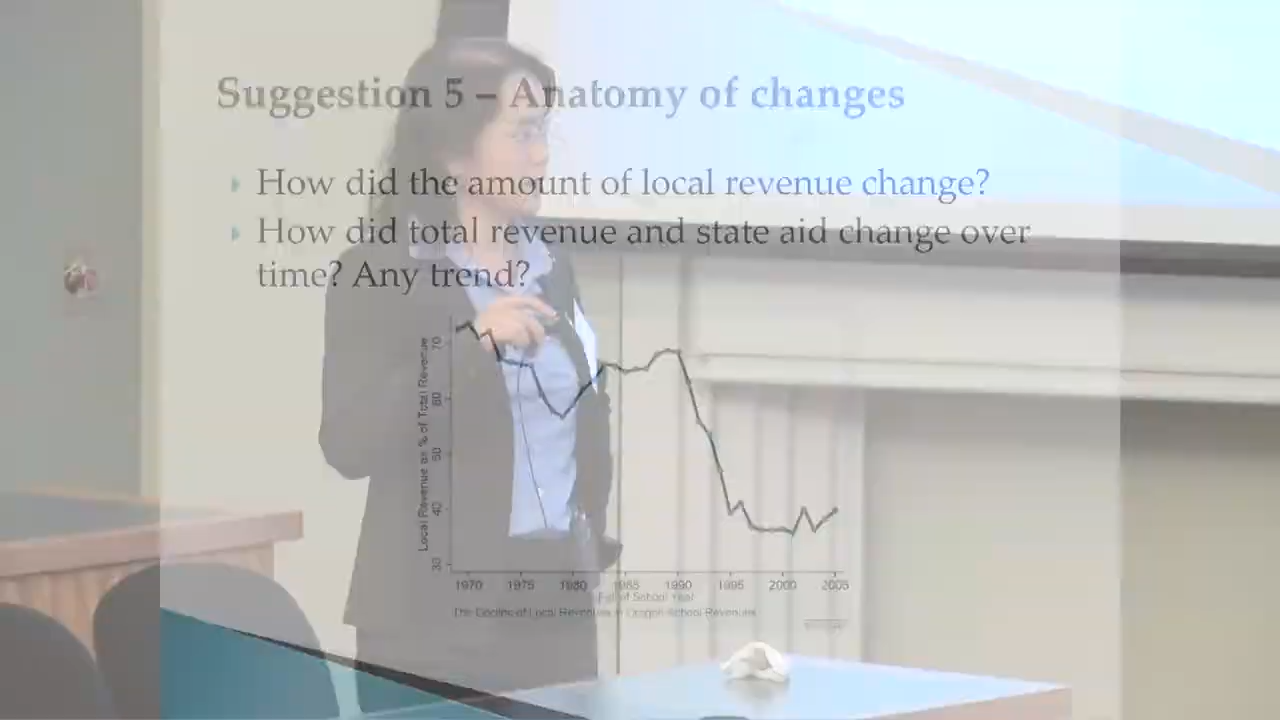 Suggestion 5 – Anatomy of changes
How did the amount of local revenue change?
How did total revenue and state aid change over
time? Any trend?
Local Revenue as % of Total Revenue
70
60
50
40
30
1970 1975 1980 1985 1990 1995 2000 2005
Fall of School Year
The Decline of Local Revenues in Oregon School Revenues